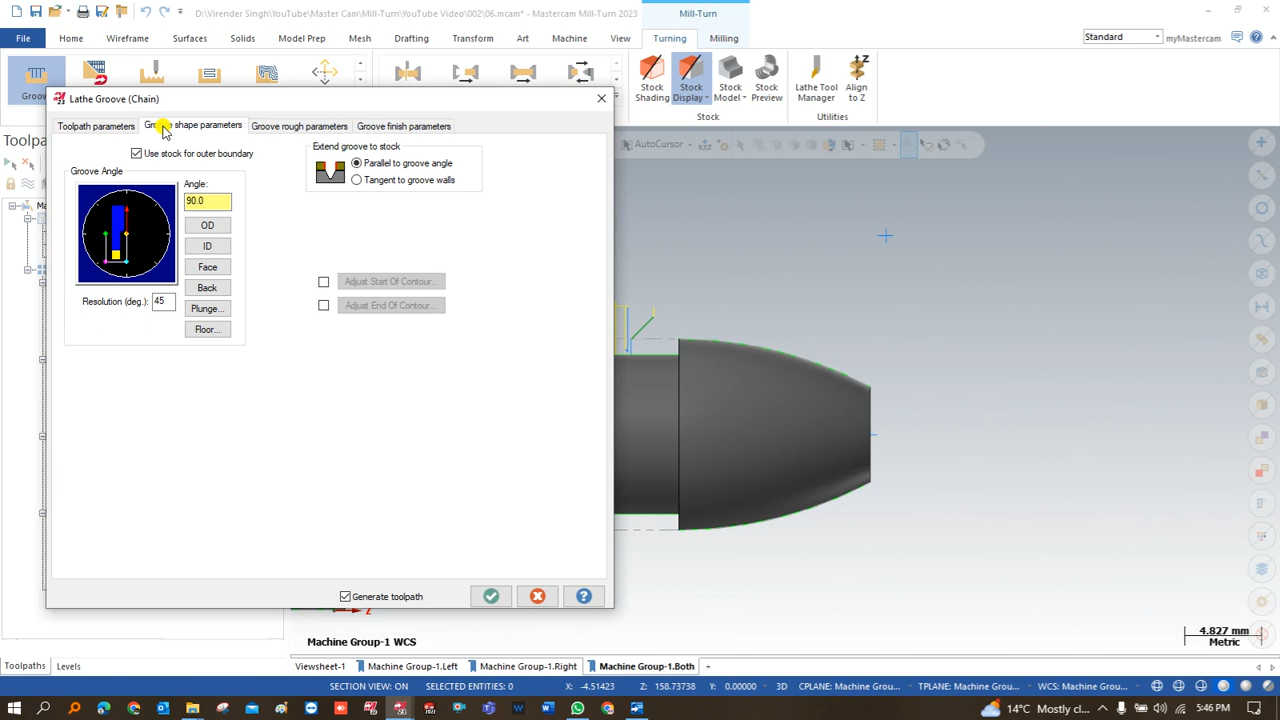 D:\Virender Singh\YouTube\Master Cam\Mill-Turn\YouTube Video\002\06.mcam* - Mastercam Mill-Turn 2023
Mill-Turn
File
Home
Wireframe
Surfaces
Solids
Model Prep
Mesh
Drafting
Transform
Art
Machine
View
Turning
Milling
Standard
myMastercam
Groov
Stock Shading
Stock Display
Stock Model
Stock Preview
Lathe Tool Manager
Align to Z
Stock
Utilities
Lathe Groove (Chain)
Toolpath parameters
Groove shape parameters
Groove rough parameters
Groove finish parameters
Toolpa
AutoCursor
Use stock for outer boundary
Extend groove to stock
Parallel to groove angle
Tangent to groove walls
Groove Angle
Angle:
90.0
OD
ID
Face
Back
Plunge...
Floor...
Resolution (deg.): 45
Adjust Start Of Contour...
Adjust End Of Contour...
Ma
Generate toolpath
Z
Machine Group-1 WCS
4.827 mm
Metric
Toolpaths
Levels
Viewsheet-1
Machine Group-1.Left
Machine Group-1.Right
Machine Group-1.Both
+
SECTION VIEW: ON
SELECTED ENTITIES: 0
X: -4.51423
Z: 158.73738
Y: 0.00000
3D
CPLANE: Machine Grou...
TPLANE: Machine Grou...
WCS: Machine Grou...
14°C Mostly cl...
5:46 PM